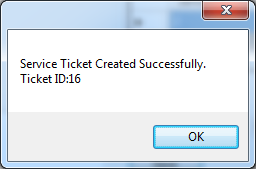 Service Ticket Created Successfully.
Ticket ID:16
OK